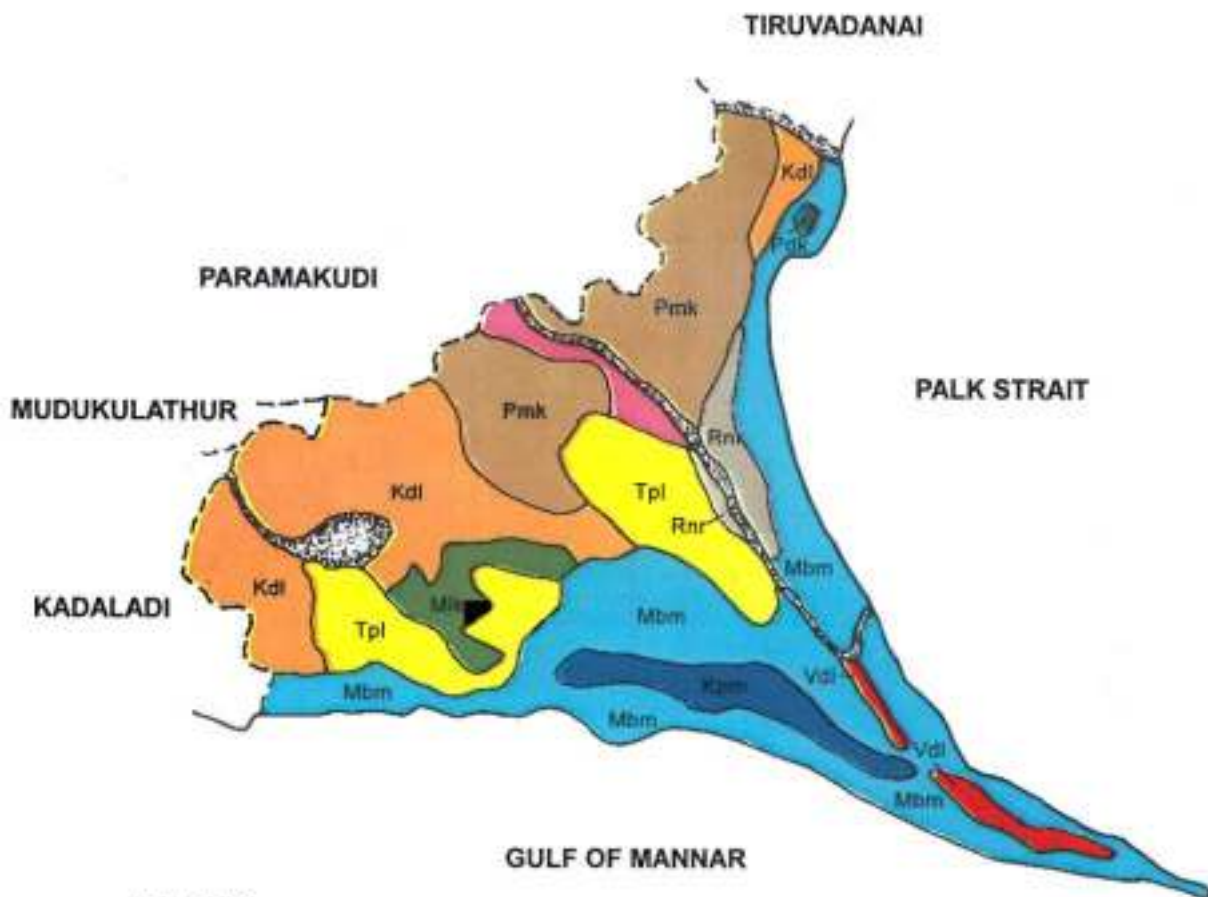 TIRUVADANAI
Kdl
Pdk
PARAMAKUDI
Pmk
PALK STRAIT
MUDUKULATHUR
Pmk
Rnr
Kdl
Tpl
Rnr
Mbm
Kdl
KADALADI
Tpl
Mbm
Vdl
Mbm
Kpm
Mbm
Vdl
Mbm
GULF OF MANNAR